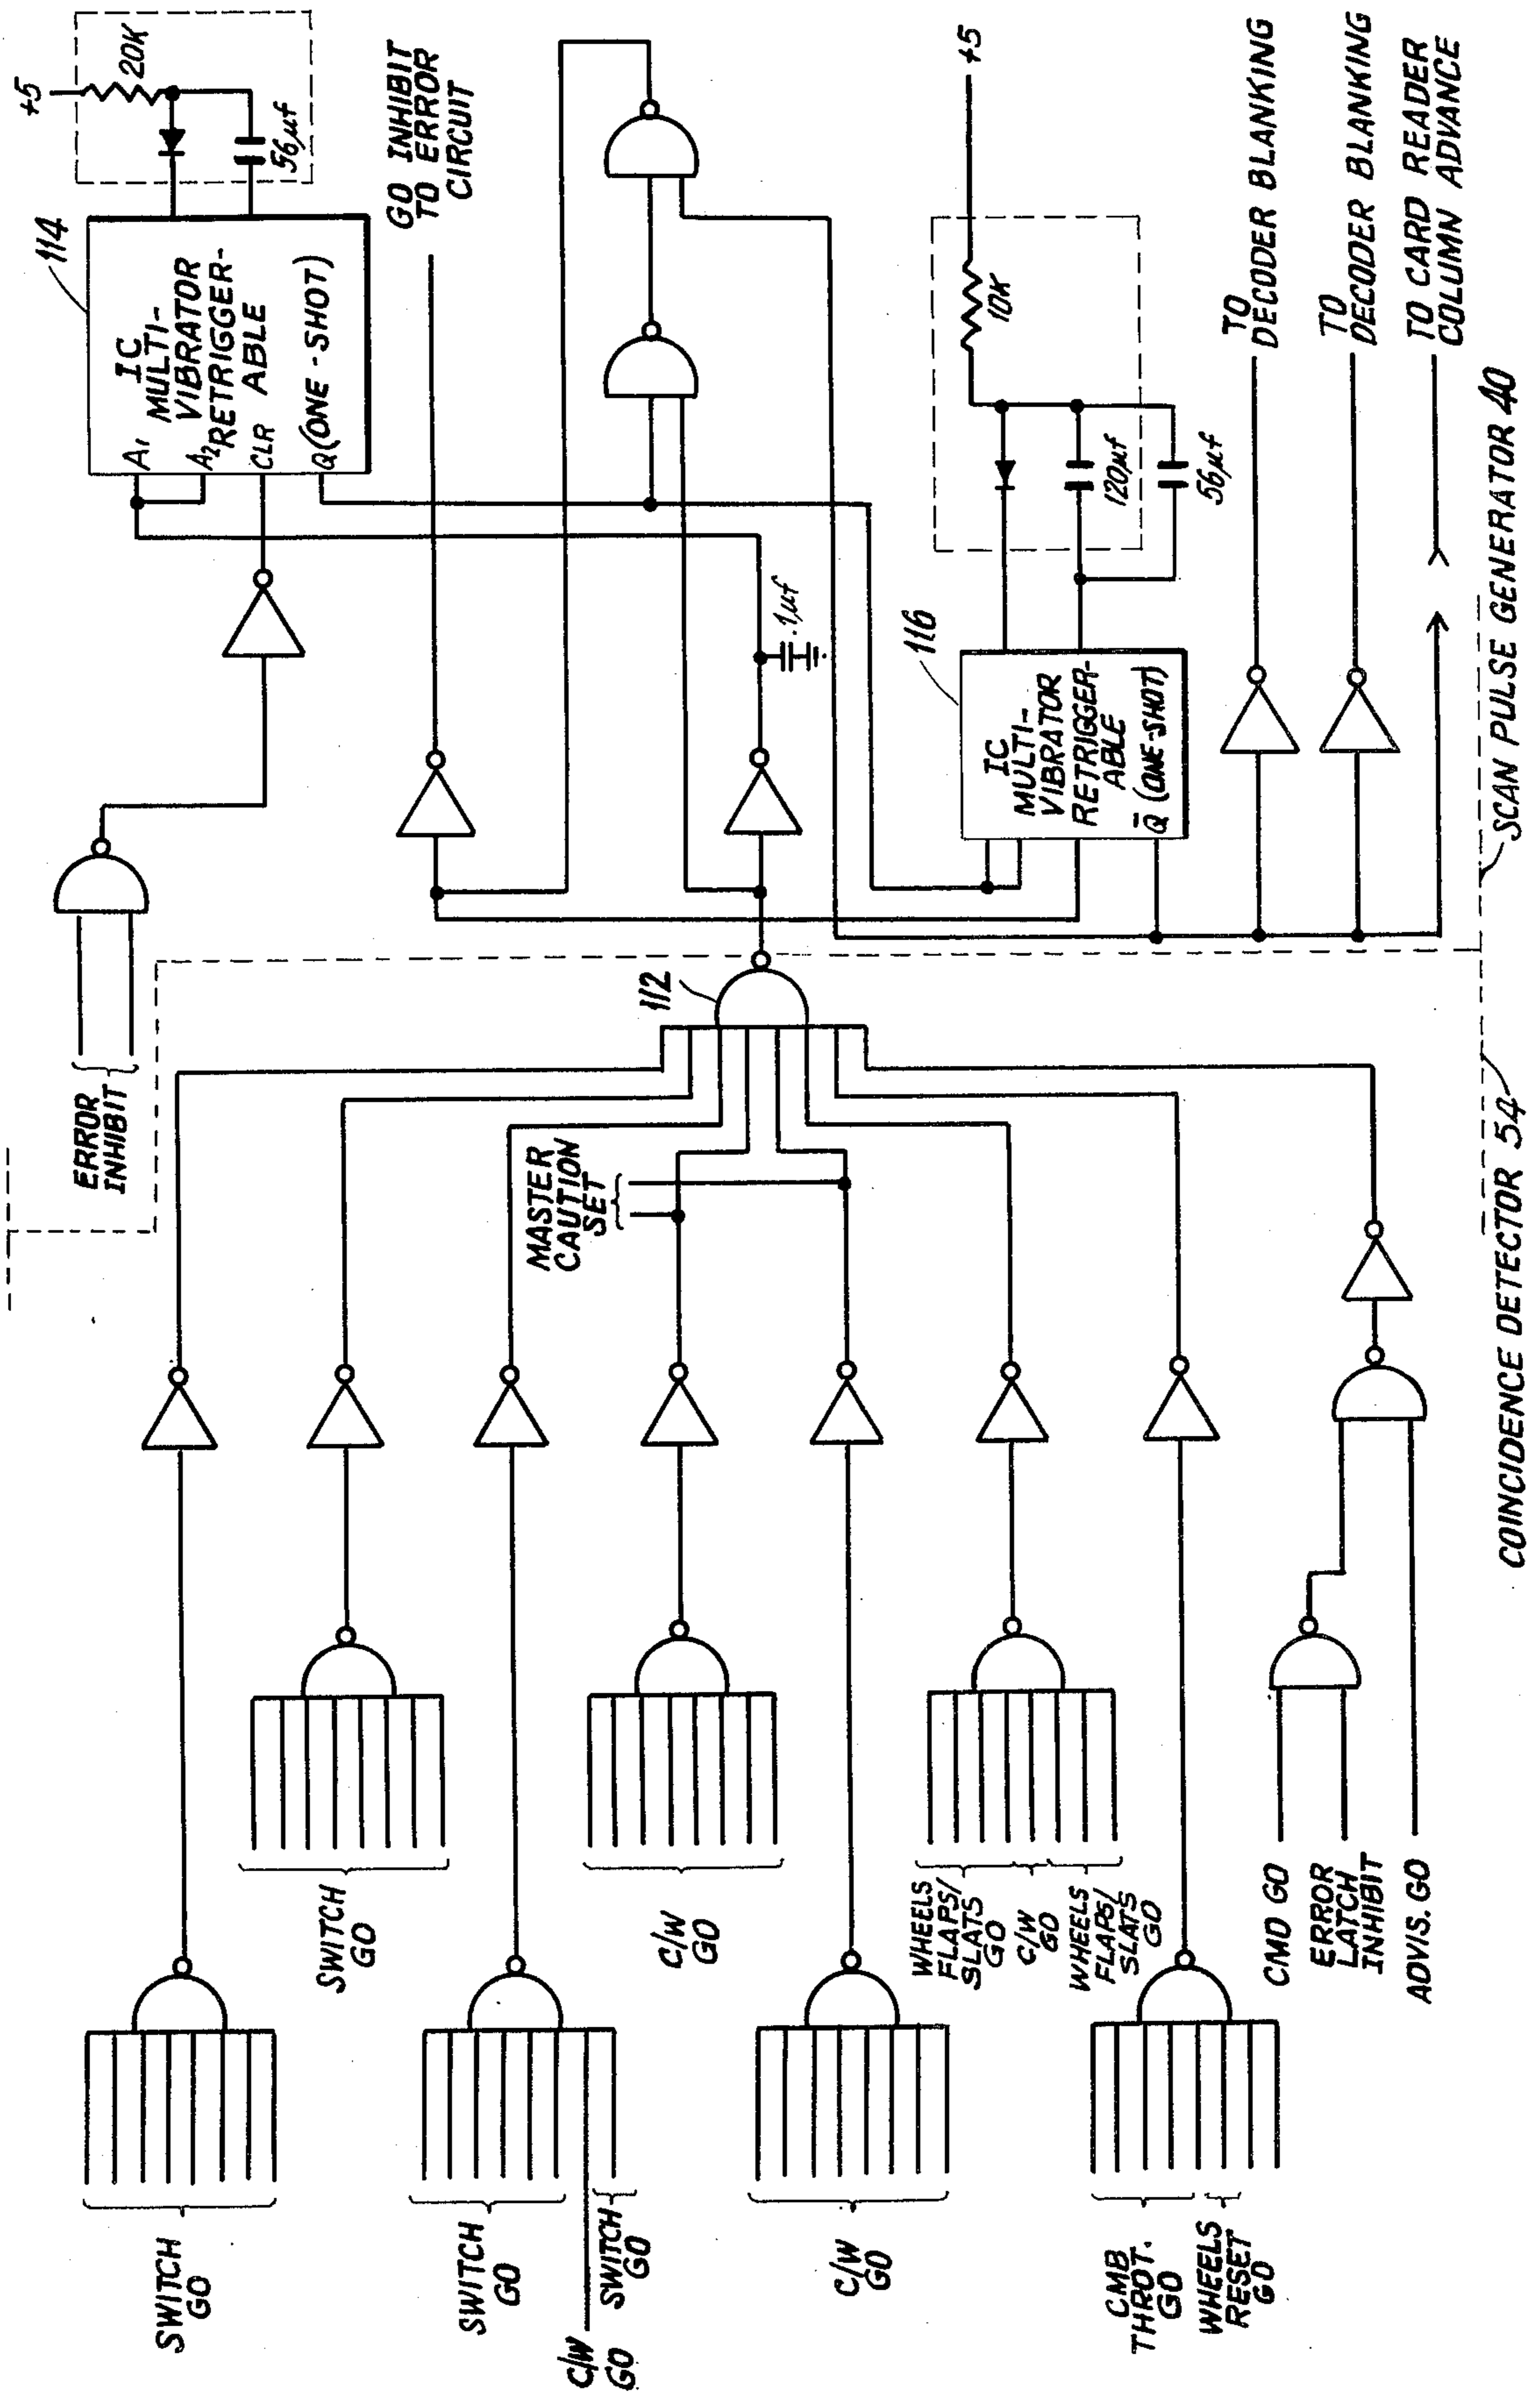 +5
20K
56µf
114
IC
MULTI-
VIBRATOR
RETRIGGER-
ABLE
(ONE-SHOT)
A1
A2
CLR
Q
GO INHIBIT
TO ERROR
CIRCUIT
+5
10K
120µf
56µf
116
IC
MULTI-
VIBRATOR
RETRIGGER-
ABLE
Q̄ (ONE-SHOT)
.1µf
TO
DECODER BLANKING
TO
DECODER BLANKING
TO CARD READER
COLUMN ADVANCE
SCAN PULSE GENERATOR 40
ERROR
INHIBIT
112
MASTER
CAUTION
SET
COINCIDENCE DETECTOR 54
SWITCH
GO
SWITCH
GO
SWITCH
GO
C/W
GO
SWITCH
GO
C/W
GO
C/W
GO
WHEELS
FLAPS/
SLATS
GO
C/W
GO
WHEELS
FLAPS/
SLATS
GO
CMB
THROT.
GO
WHEELS
RESET
GO
CMD GO
ERROR
LATCH
INHIBIT
ADVIS. GO